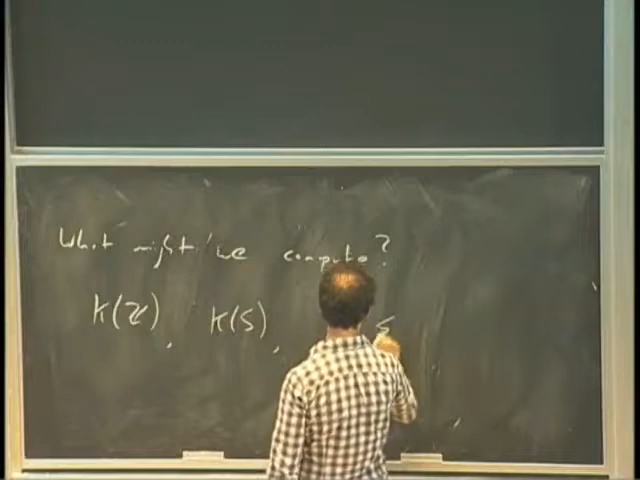 What might we compute?
K(ℤ), K(S), S